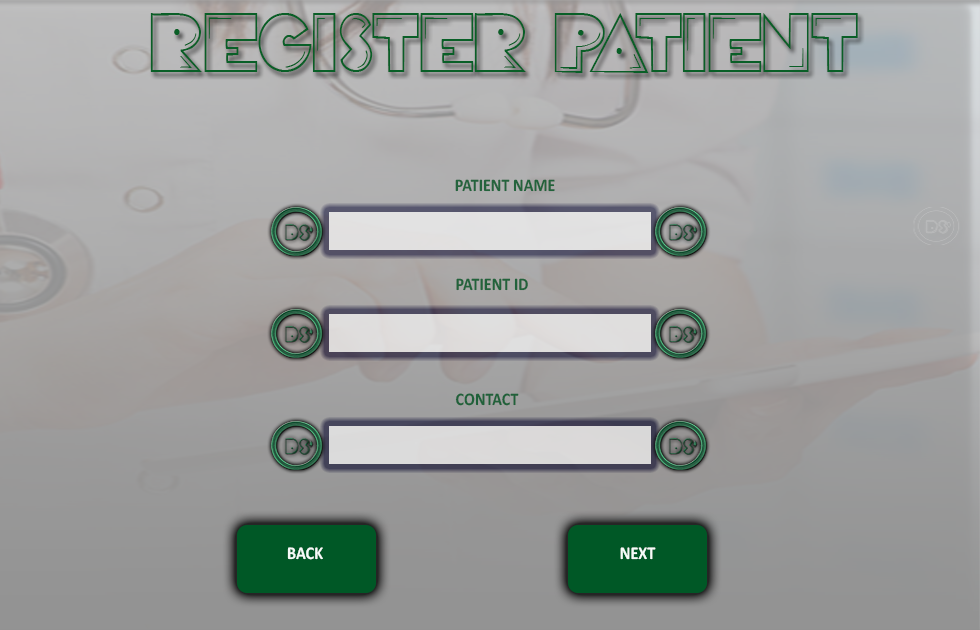 REGISTER PATIENT
PATIENT NAME
DS DS
DS
PATIENT ID
DS DS
CONTACT
DS DS
BACK NEXT